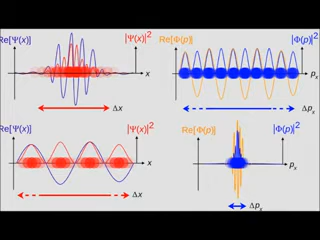 Re[Ψ(x)] |Ψ(x)|²
x
Δx
Re[Φ(p)] |Φ(p)|²
pₓ
Δpₓ
Re[Ψ(x)] |Ψ(x)|²
x
Δx
Re[Φ(p)] |Φ(p)|²
pₓ
Δpₓ